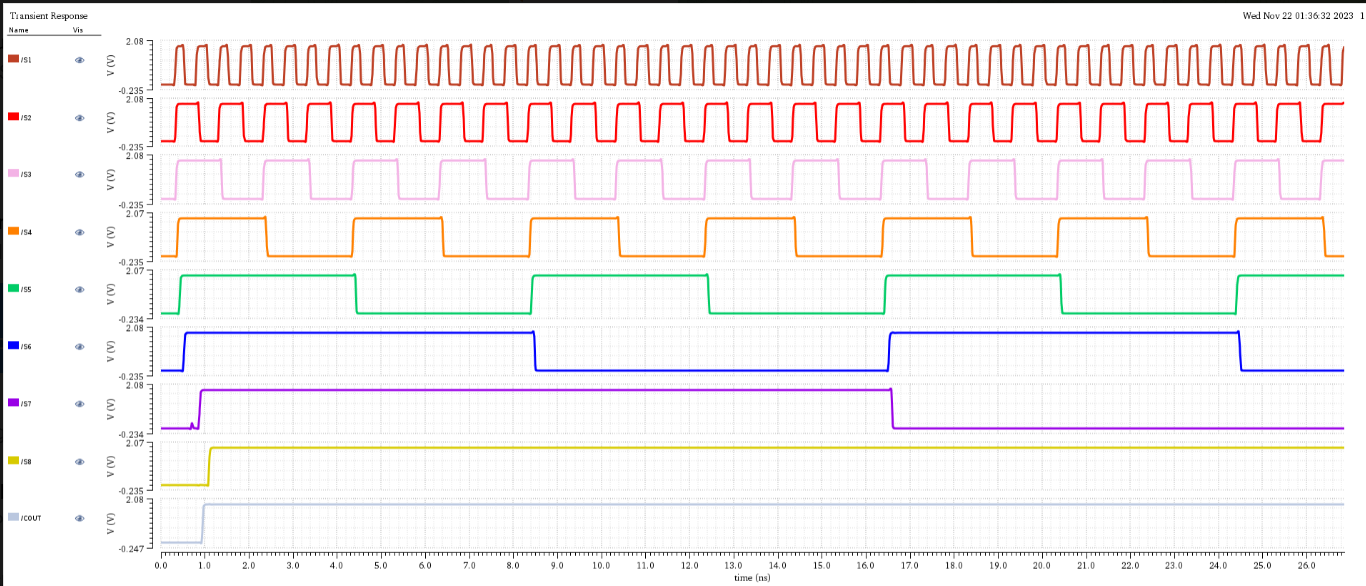 Transient Response
Wed Nov 22 01:36:32 2023 1
Name Vis
/S1
2.08
V (V)
-0.235
/S2
2.08
V (V)
-0.235
/S3
2.08
V (V)
-0.235
/S4
2.07
V (V)
-0.235
/S5
2.07
V (V)
-0.234
/S6
2.08
V (V)
-0.235
/S7
2.08
V (V)
-0.234
/S8
2.07
V (V)
-0.235
/COUT
2.08
V (V)
-0.247
0.0 1.0 2.0 3.0 4.0 5.0 6.0 7.0 8.0 9.0 10.0 11.0 12.0 13.0 14.0 15.0 16.0 17.0 18.0 19.0 20.0 21.0 22.0 23.0 24.0 25.0 26.0
time (ns)